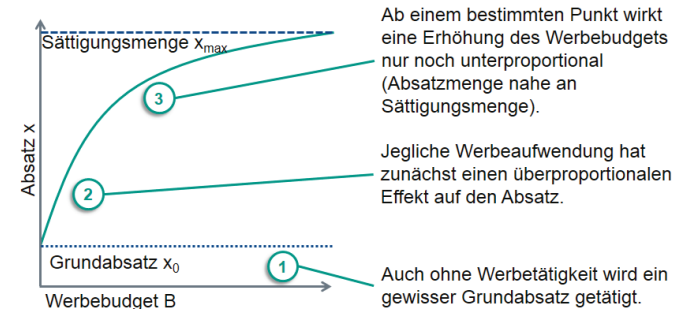 Sättigungsmenge xmax
Absatz x
3
2
Grundabsatz x0
1
Werbebudget B
Ab einem bestimmten Punkt wirkt
eine Erhöhung des Werbebudgets
nur noch unterproportional
(Absatzmenge nahe an
Sättigungsmenge).
Jegliche Werbeaufwendung hat
zunächst einen überproportionalen
Effekt auf den Absatz.
Auch ohne Werbetätigkeit wird ein
gewisser Grundabsatz getätigt.